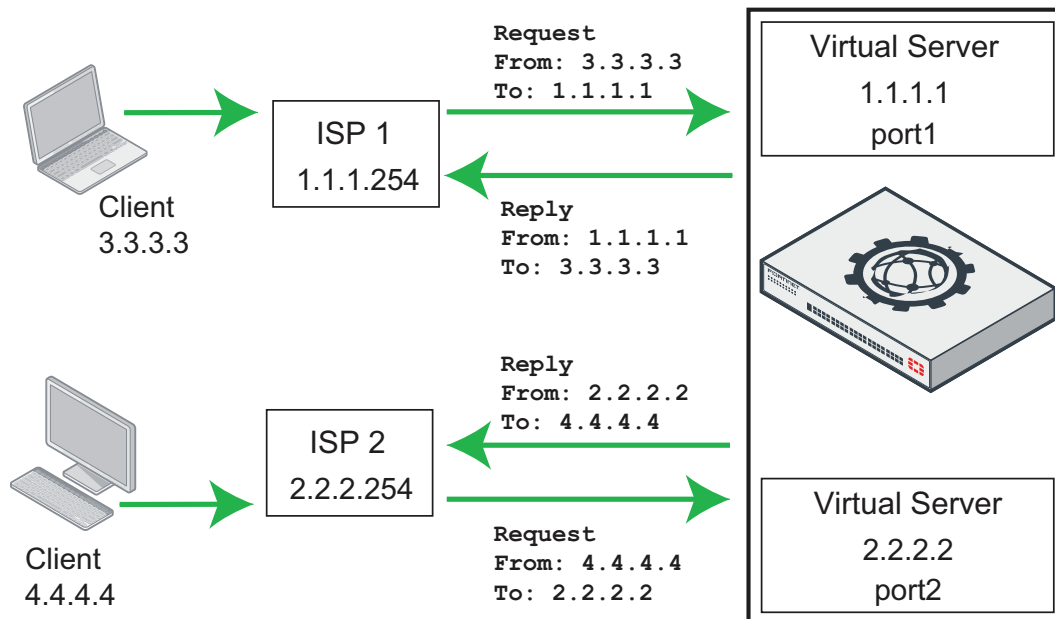 Request
From: 3.3.3.3
To: 1.1.1.1
Virtual Server
1.1.1.1
port1
ISP 1
1.1.1.254
Client
3.3.3.3
Reply
From: 1.1.1.1
To: 3.3.3.3
FORTINET
Reply
From: 2.2.2.2
To: 4.4.4.4
ISP 2
2.2.2.254
Virtual Server
2.2.2.2
port2
Request
From: 4.4.4.4
To: 2.2.2.2
Client
4.4.4.4